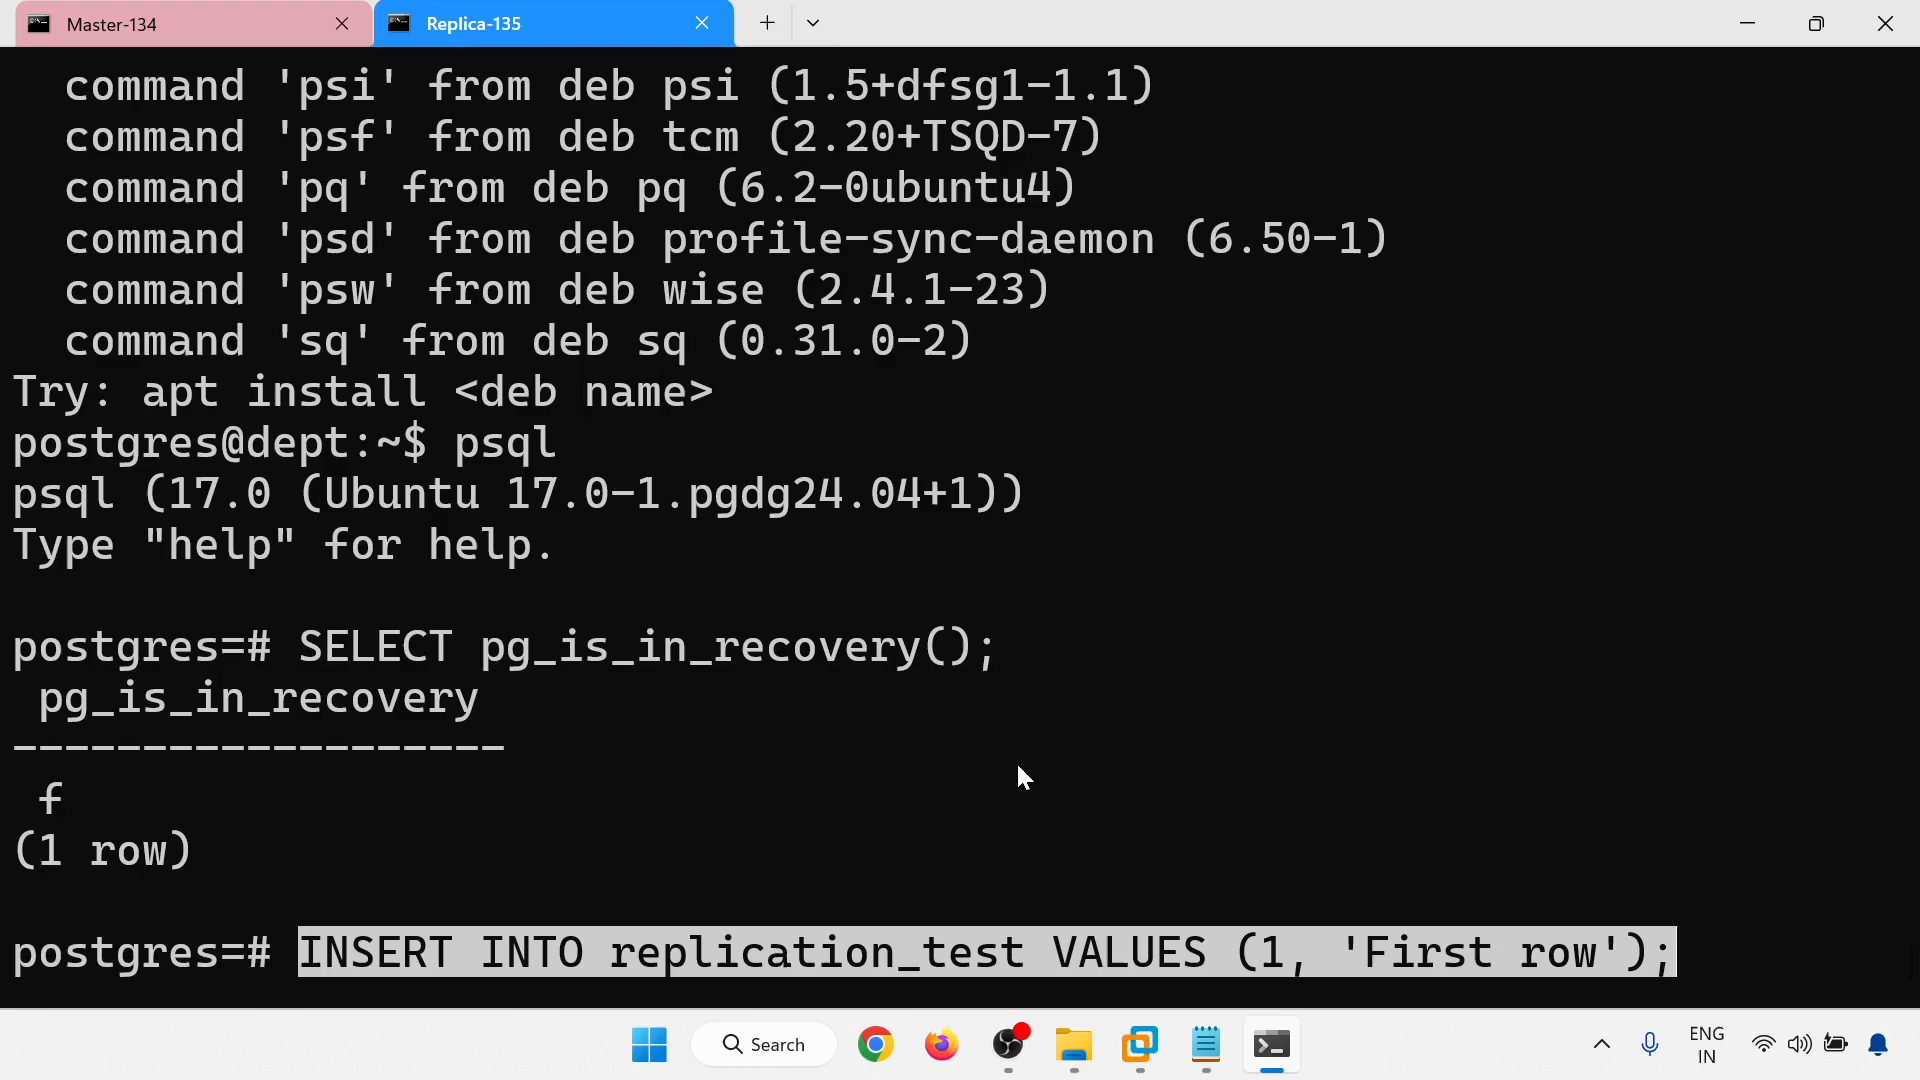 Master-134
Replica-135
command 'psi' from deb psi (1.5+dfsg1-1.1)
command 'psf' from deb tcm (2.20+TSQD-7)
command 'pq' from deb pq (6.2-0ubuntu4)
command 'psd' from deb profile-sync-daemon (6.50-1)
command 'psw' from deb wise (2.4.1-23)
command 'sq' from deb sq (0.31.0-2)
Try: apt install <deb name>
postgres@dept:~$ psql
psql (17.0 (Ubuntu 17.0-1.pgdg24.04+1))
Type "help" for help.
postgres=# SELECT pg_is_in_recovery();
pg_is_in_recovery
-------------------
f
(1 row)
postgres=# INSERT INTO replication_test VALUES (1, 'First row');
Search
ENG
IN